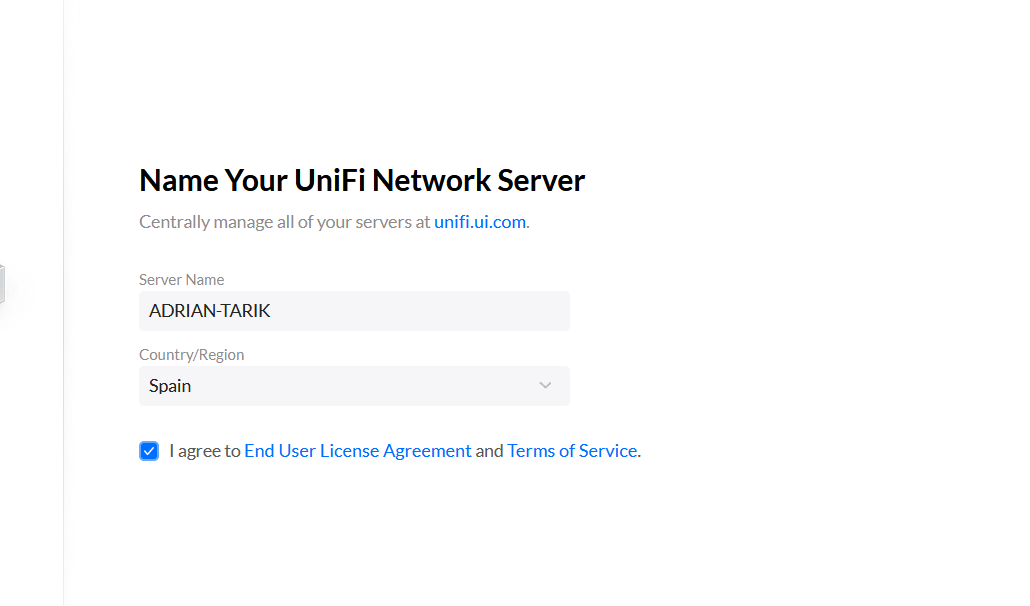 Name Your UniFi Network Server
Centrally manage all of your servers at unifi.ui.com.
Server Name
ADRIAN-TARIK
Country/Region
Spain
I agree to End User License Agreement and Terms of Service.